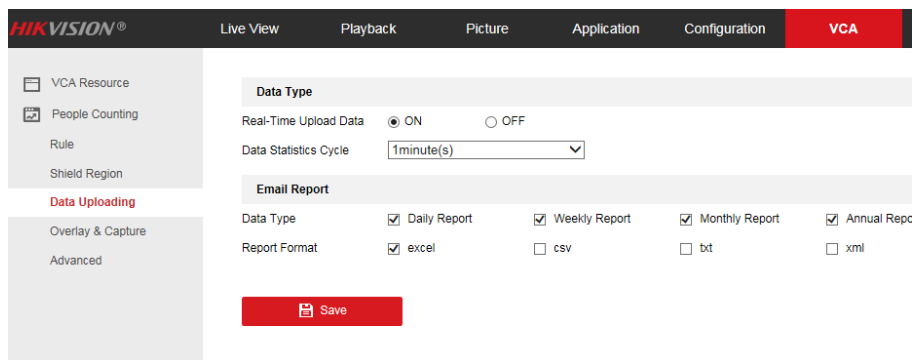 HIKVISION®
Live View Playback Picture Application Configuration VCA
VCA Resource
People Counting
Rule
Shield Region
Data Uploading
Overlay & Capture
Advanced
Data Type
Real-Time Upload Data ON OFF
Data Statistics Cycle 1minute(s)
Email Report
Data Type Daily Report Weekly Report Monthly Report Annual Repo
Report Format excel csv txt xml
Save